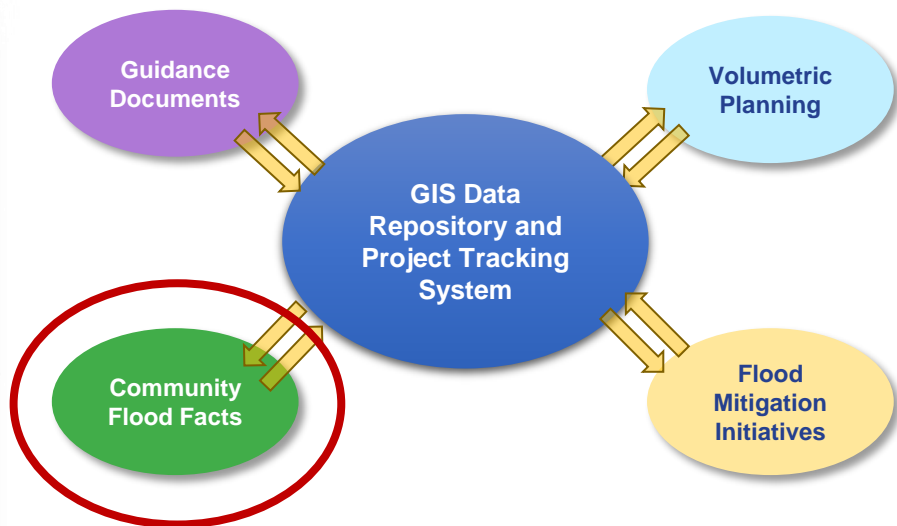 Guidance
Documents
Volumetric
Planning
GIS Data
Repository and
Project Tracking
System
Community
Flood Facts
Flood
Mitigation
Initiatives